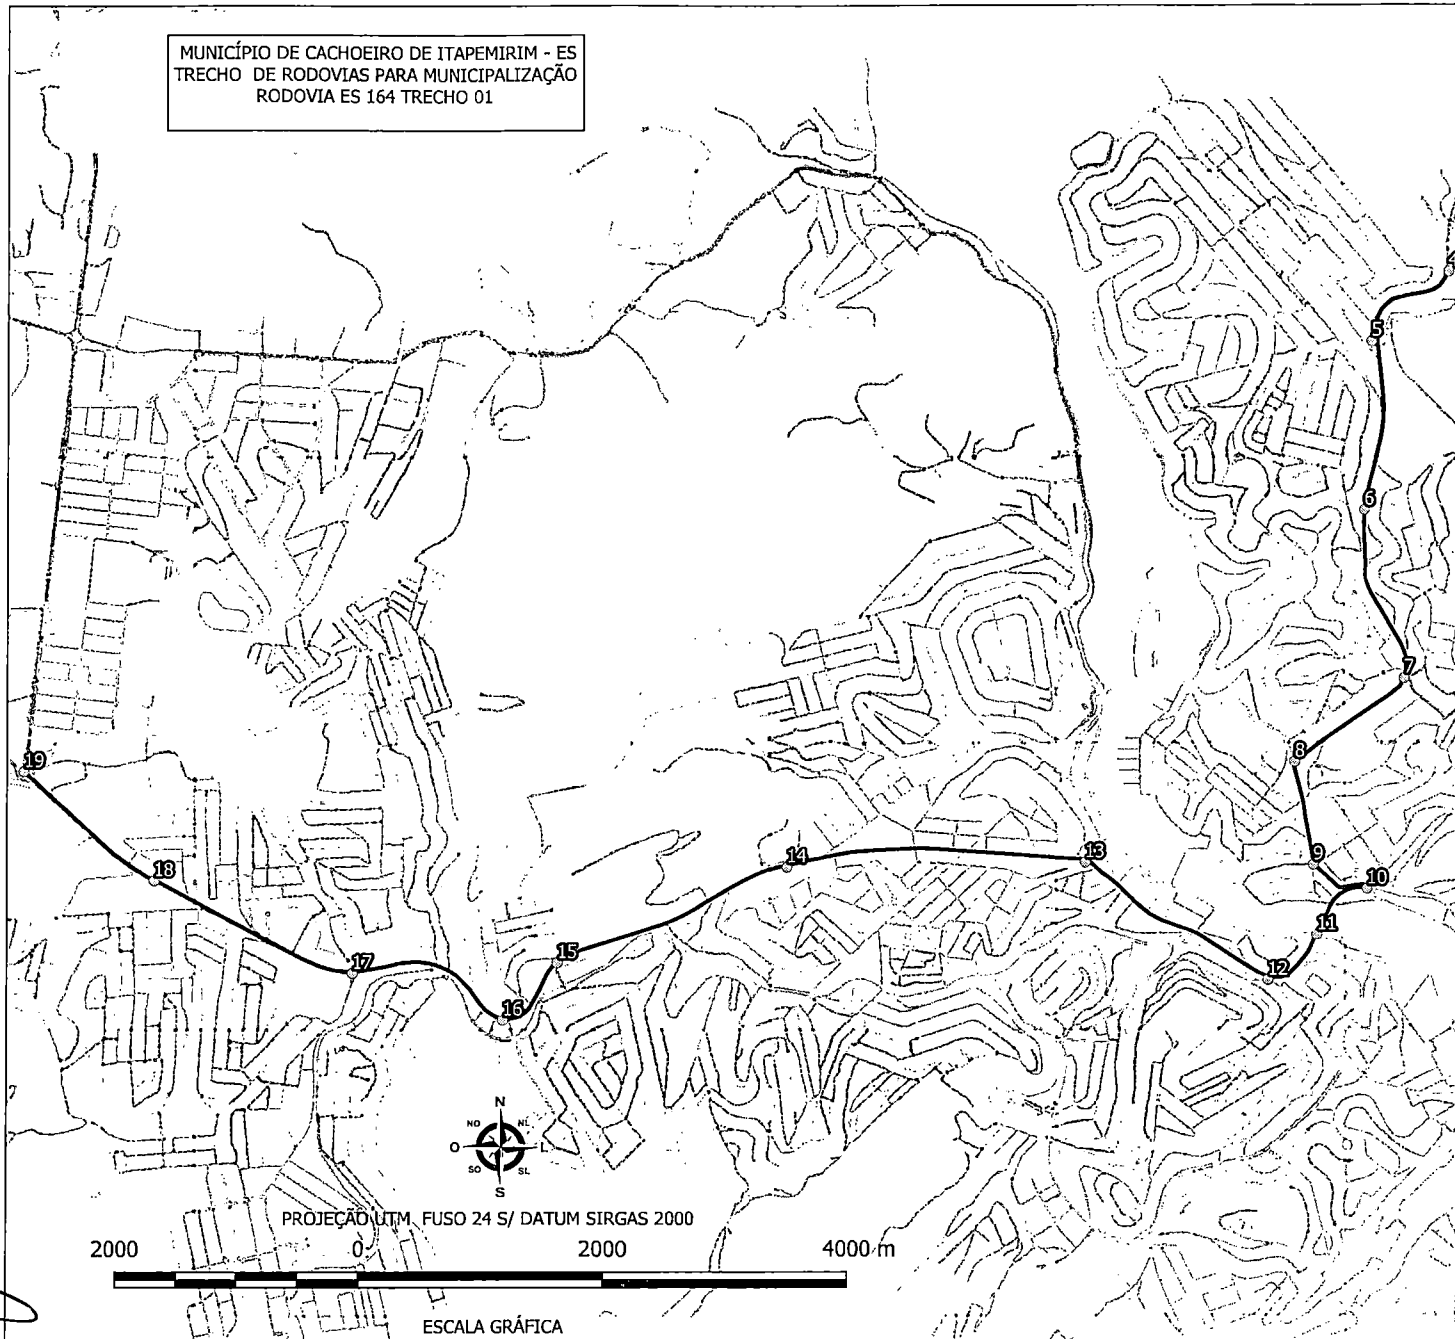 MUNICÍPIO DE CACHOEIRO DE ITAPEMIRIM - ES
TRECHO DE RODOVIAS PARA MUNICIPALIZAÇÃO
RODOVIA ES 164 TRECHO 01
4
5
6
7
8
9
10
11
12
13
14
15
16
17
18
19
N
NO NL
O L
SO SL
S
PROJEÇÃO UTM FUSO 24 S/ DATUM SIRGAS 2000
2000 0 2000 4000 m
ESCALA GRÁFICA